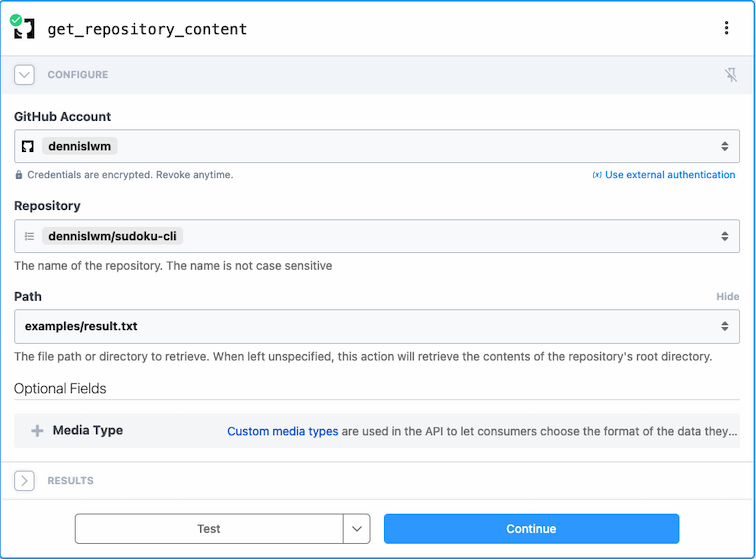 get_repository_content
CONFIGURE
GitHub Account
dennislwm
Credentials are encrypted. Revoke anytime.
(x) Use external authentication
Repository
dennislwm/sudoku-cli
The name of the repository. The name is not case sensitive
Path
Hide
examples/result.txt
The file path or directory to retrieve. When left unspecified, this action will retrieve the contents of the repository's root directory.
Optional Fields
Media Type
Custom media types are used in the API to let consumers choose the format of the data they...
RESULTS
Test
Continue